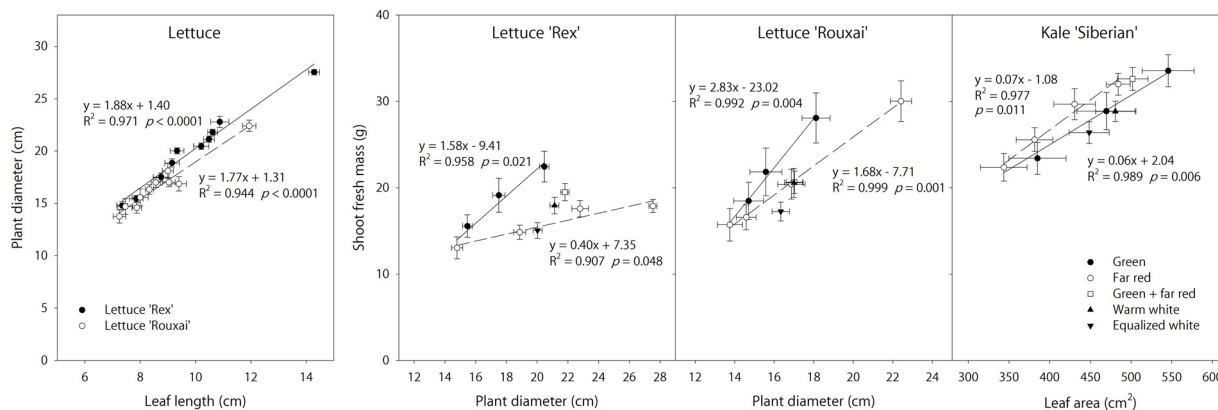 Lettuce
Plant diameter (cm)
30
25
20
15
10
5
0
y = 1.88x + 1.40
R² = 0.971 p < 0.0001
y = 1.77x + 1.31
R² = 0.944 p < 0.0001
Lettuce 'Rex'
Lettuce 'Rouxai'
6 8 10 12 14
Leaf length (cm)
Lettuce 'Rex'
Shoot fresh mass (g)
40
30
20
10
0
y = 1.58x - 9.41
R² = 0.958 p = 0.021
y = 0.40x + 7.35
R² = 0.907 p = 0.048
12 14 16 18 20 22 24 26 28
Plant diameter (cm)
Lettuce 'Rouxai'
y = 2.83x - 23.02
R² = 0.992 p = 0.004
y = 1.68x - 7.71
R² = 0.999 p = 0.001
12 14 16 18 20 22 24
Plant diameter (cm)
Kale 'Siberian'
y = 0.07x - 1.08
R² = 0.977
p = 0.011
y = 0.06x + 2.04
R² = 0.989 p = 0.006
Green
Far red
Green + far red
Warm white
Equalized white
300 350 400 450 500 550 600
Leaf area (cm²)